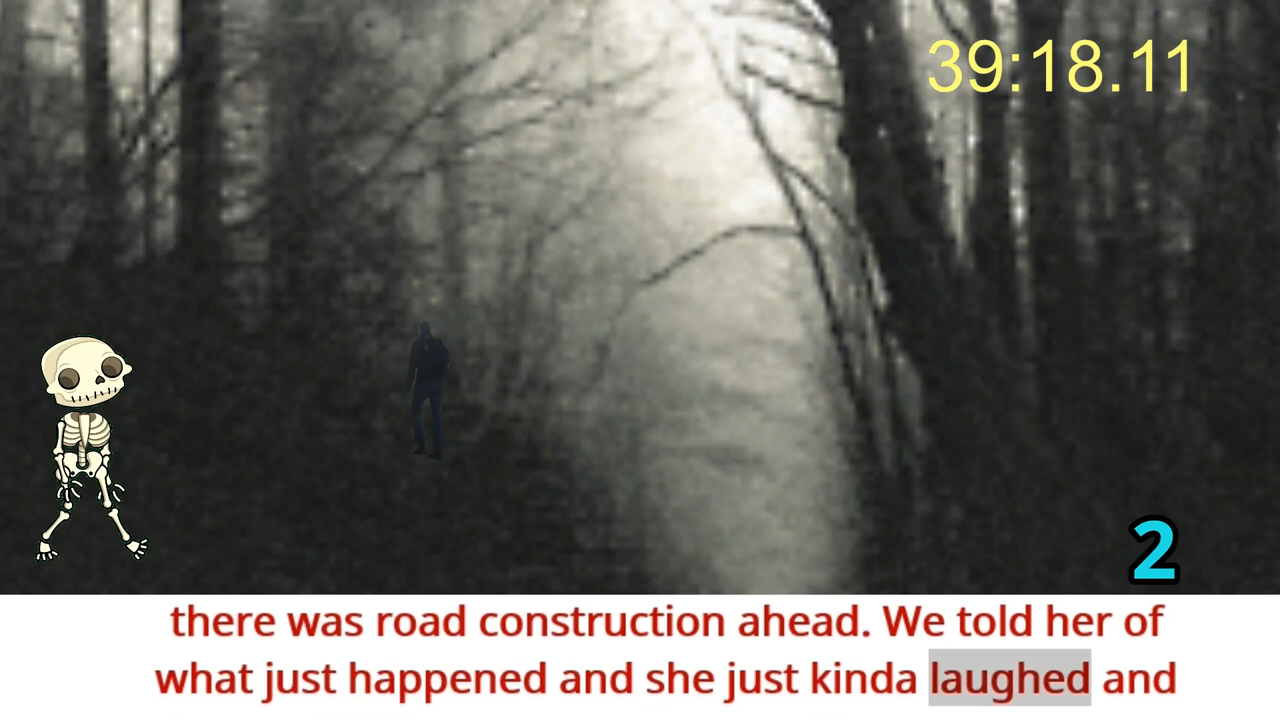 39:18.11
2
there was road construction ahead. We told her of
what just happened and she just kinda laughed and